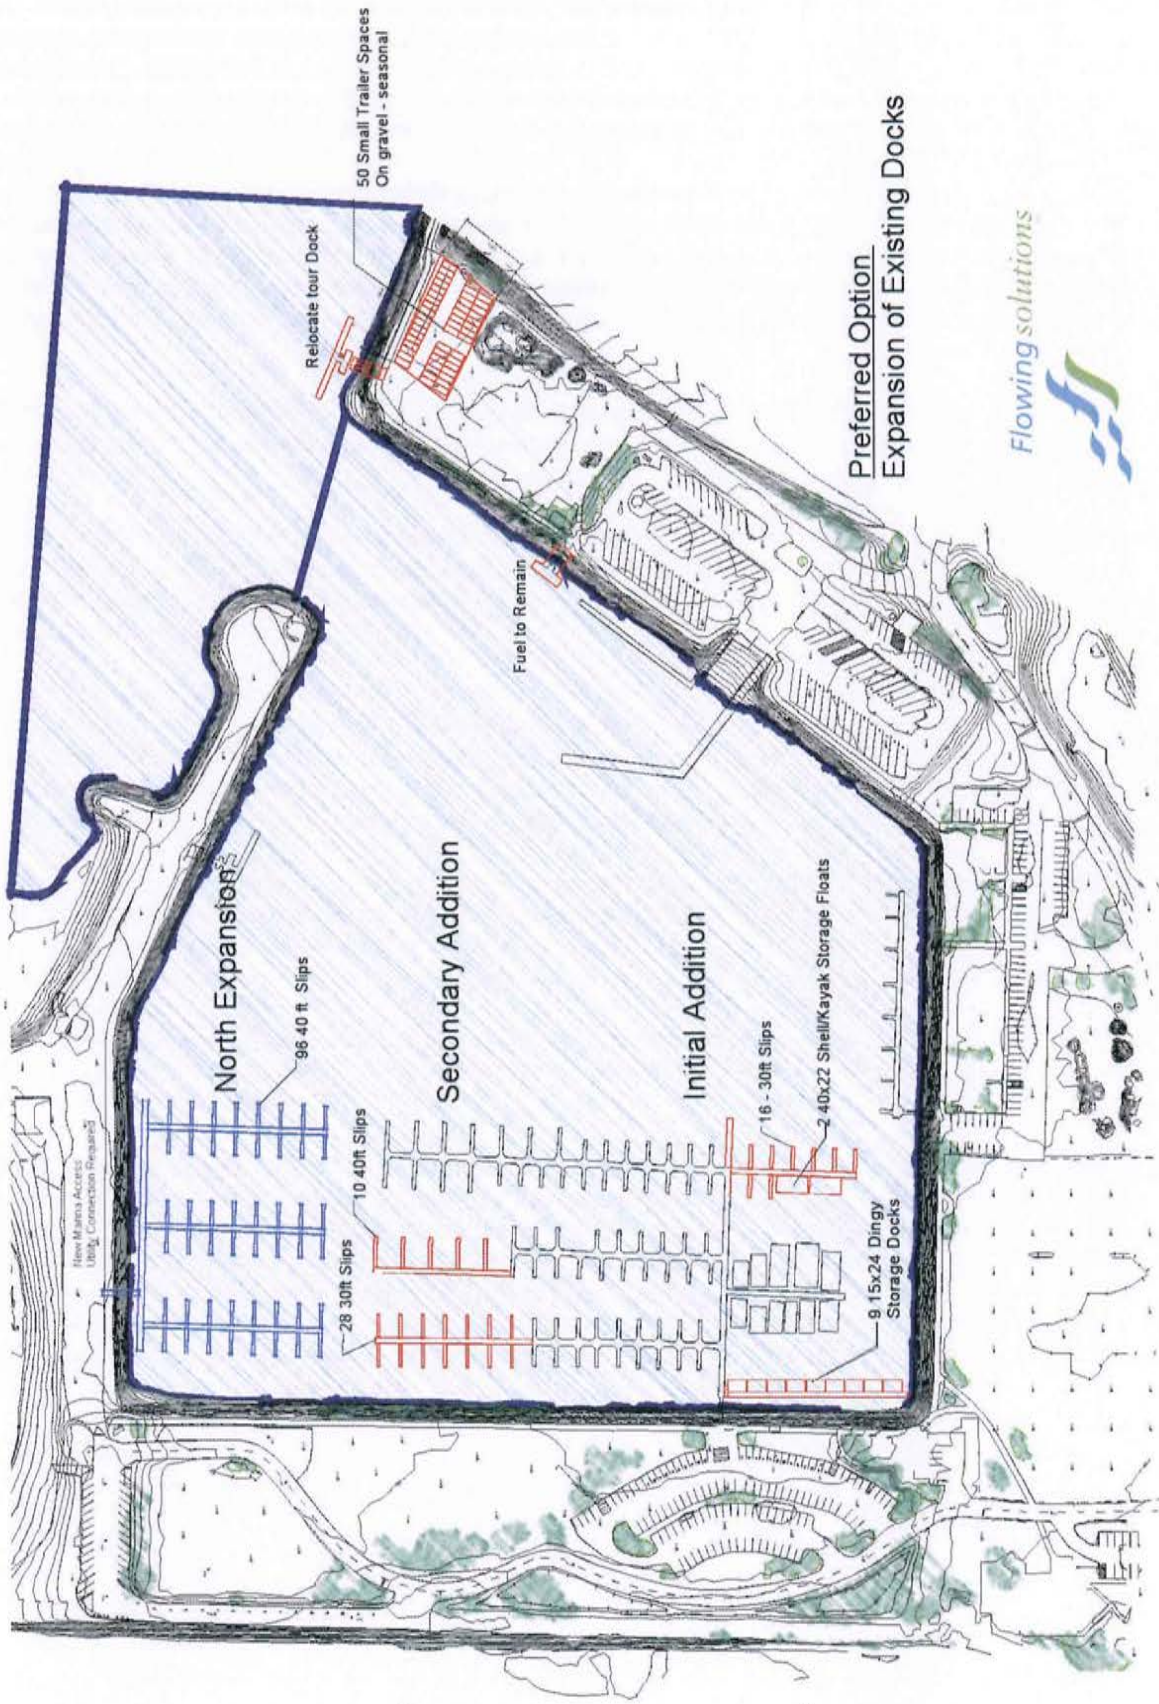 50 Small Trailer Spaces
On gravel - seasonal
Relocate tour Dock
Preferred Option
Expansion of Existing Docks
Flowing solutions
Fuel to Remain
North Expansion
96 40 ft Slips
Secondary Addition
Initial Addition
New Marina Access
Utility Connection Required
10 40ft Slips
28 30ft Slips
16 - 30ft Slips
2 40x22 Shell/Kayak Storage Floats
9 15x24 Dingy
Storage Docks